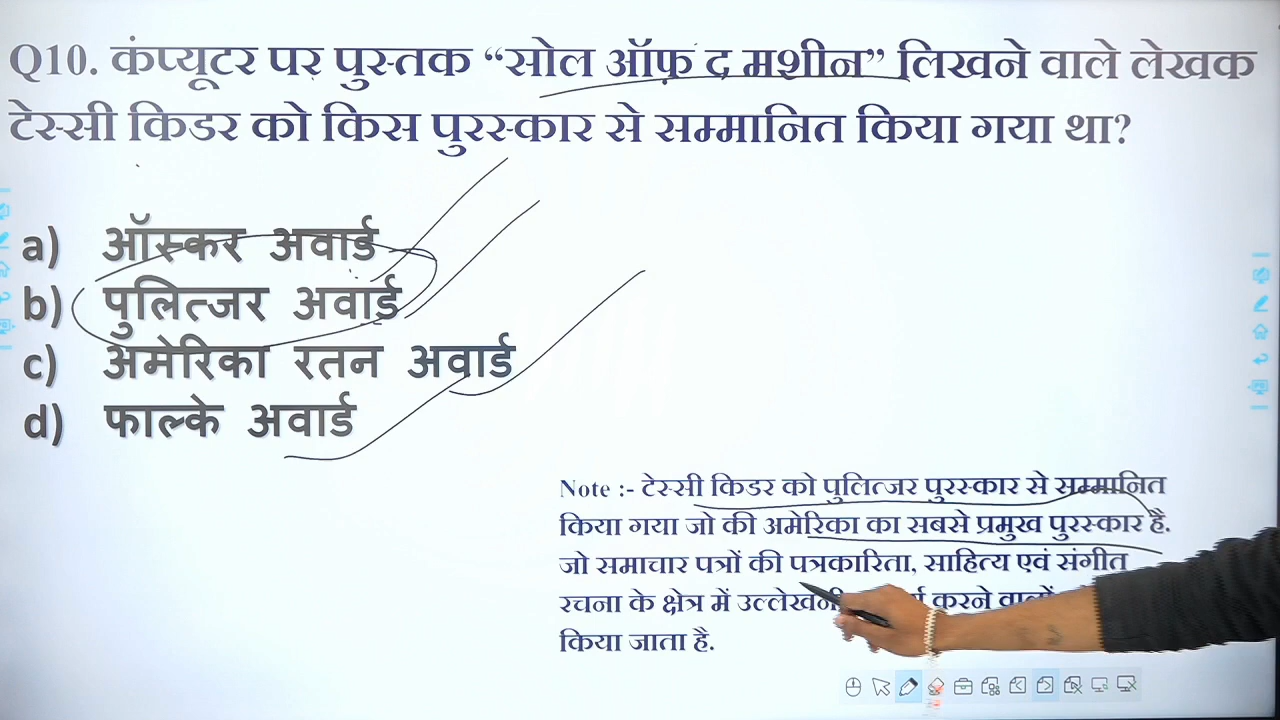 Q10. कंप्यूटर पर पुस्तक “सोल ऑफ़ द मशीन” लिखने वाले लेखक
टेस्सी किडर को किस पुरस्कार से सम्मानित किया गया था?
a) ऑस्कर अवार्ड
b) पुलित्जर अवार्ड
c) अमेरिका रतन अवार्ड
d) फाल्के अवार्ड
Note :- टेस्सी किडर को पुलित्जर पुरस्कार से सम्मानित
किया गया जो की अमेरिका का सबसे प्रमुख पुरस्कार है.
जो समाचार पत्रों की पत्रकारिता, साहित्य एवं संगीत
रचना के क्षेत्र में करने वालों
किया जाता है.